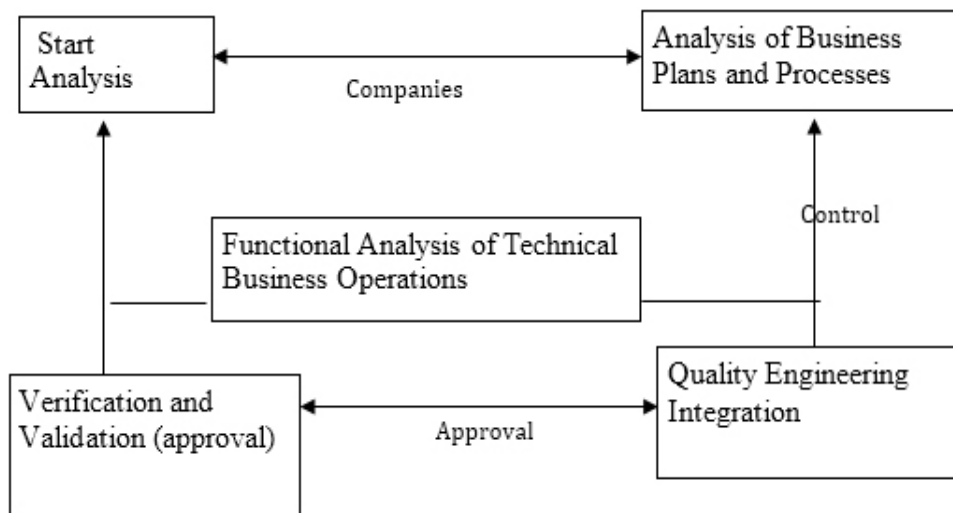 Start
Analysis
Analysis of Business
Plans and Processes
Companies
Control
Functional Analysis of Technical
Business Operations
Verification and
Validation (approval)
Quality Engineering
Integration
Approval